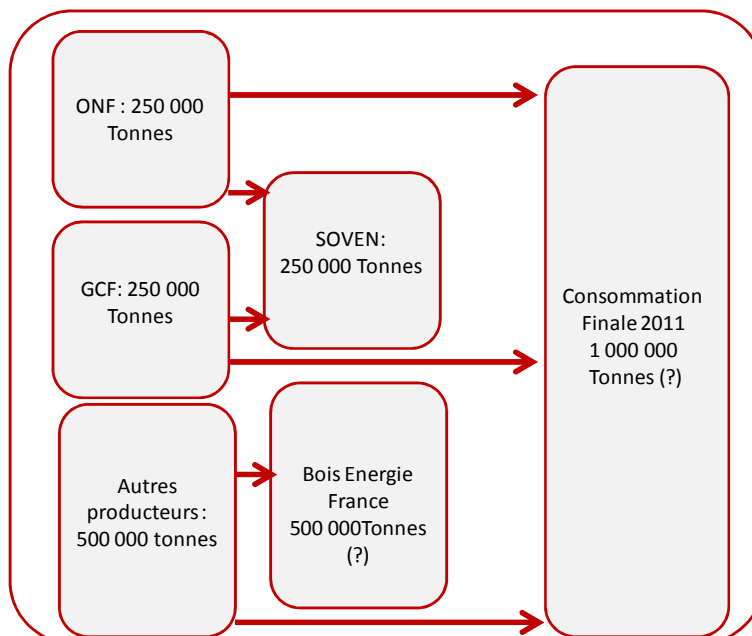 ONF : 250 000
Tonnes
SOVEN:
250 000 Tonnes
GCF: 250 000
Tonnes
Consommation
Finale 2011
1 000 000
Tonnes (?)
Autres
producteurs :
500 000 tonnes
Bois Energie
France
500 000Tonnes
(?)